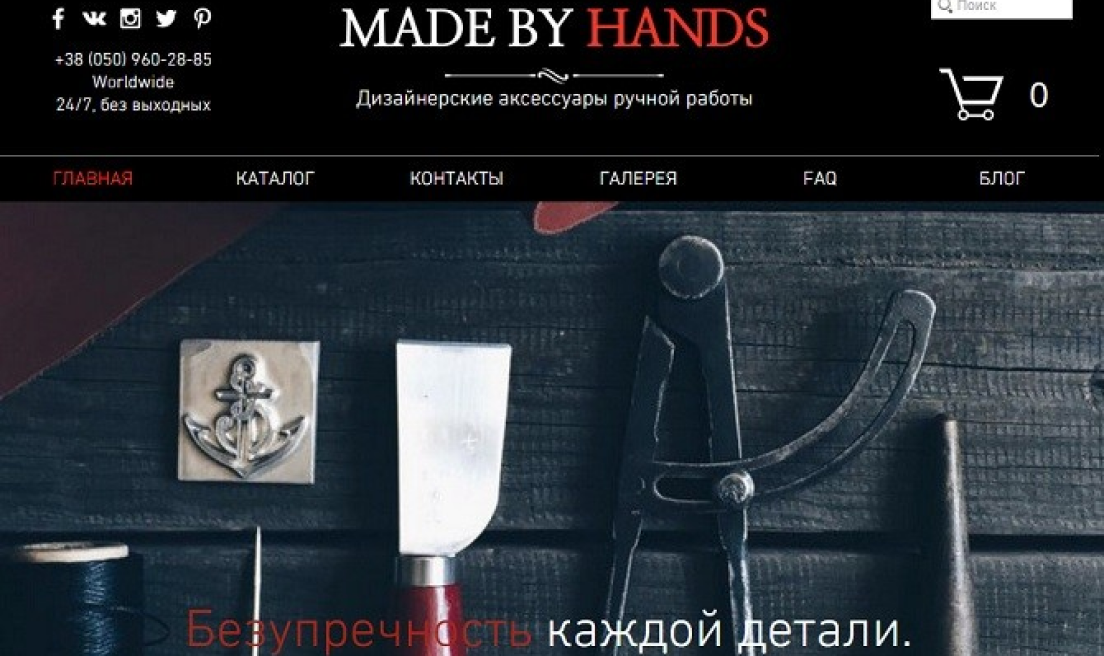 +38 (050) 960-28-85
Worldwide
24/7, без выходных
MADE BY HANDS
Дизайнерские аксессуары ручной работы
Поиск
0
ГЛАВНАЯ КАТАЛОГ КОНТАКТЫ ГАЛЕРЕЯ FAQ БЛОГ
Безупречность каждой детали.